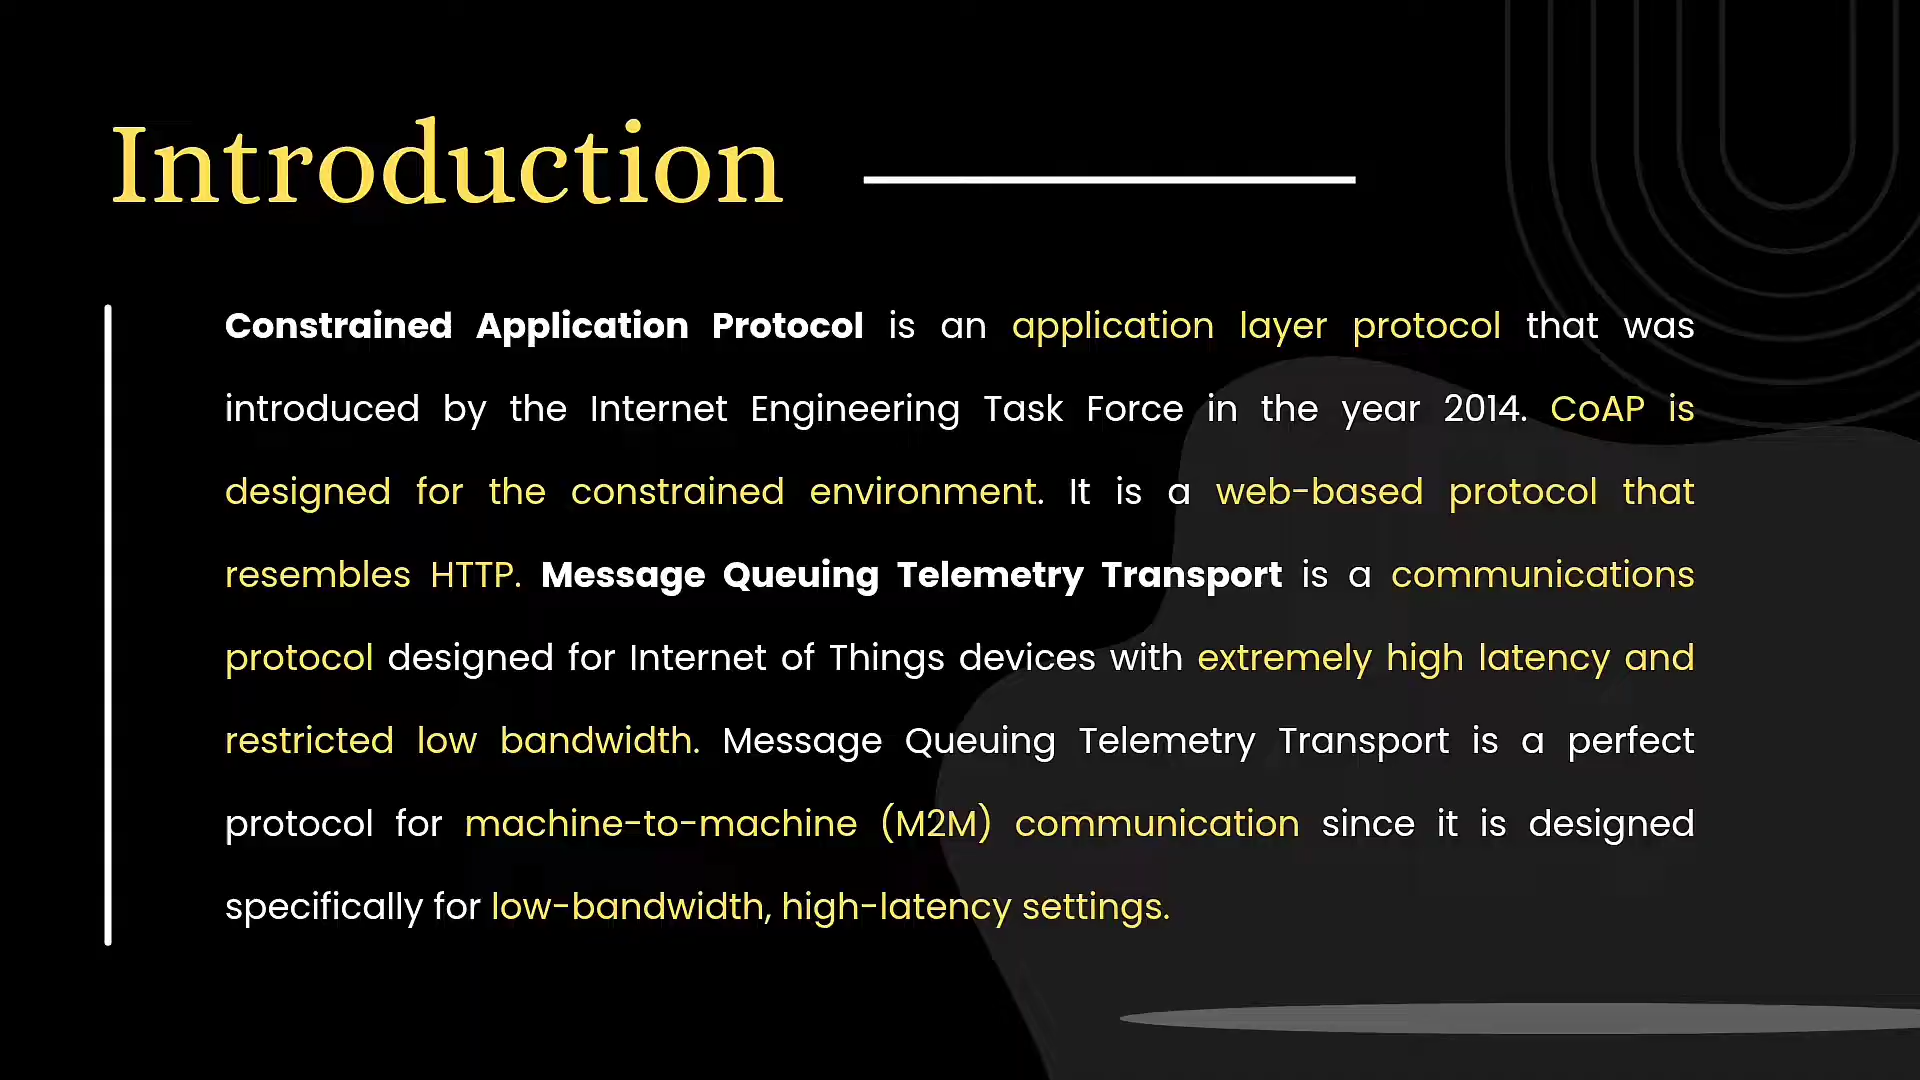 Introduction
Constrained Application Protocol is an application layer protocol that was
introduced by the Internet Engineering Task Force in the year 2014. CoAP is
designed for the constrained environment. It is a web-based protocol that
resembles HTTP. Message Queuing Telemetry Transport is a communications
protocol designed for Internet of Things devices with extremely high latency and
restricted low bandwidth. Message Queuing Telemetry Transport is a perfect
protocol for machine-to-machine (M2M) communication since it is designed
specifically for low-bandwidth, high-latency settings.